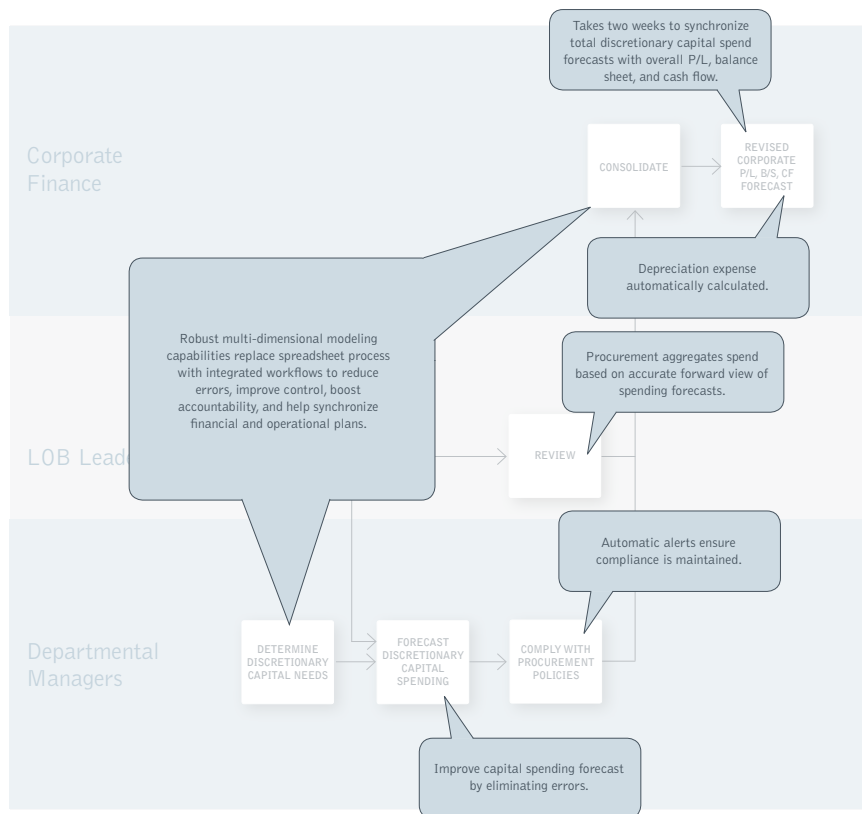 Takes two weeks to synchronize
total discretionary capital spend
forecasts with overall P/L, balance
sheet, and cash flow.
Corporate
Finance
CONSOLIDATE
REVISED
CORPORATE
P/L, B/S, CF
FORECAST
Depreciation expense
automatically calculated.
Robust multi-dimensional modeling
capabilities replace spreadsheet process
with integrated workflows to reduce
errors, improve control, boost
accountability, and help synchronize
financial and operational plans.
Procurement aggregates spend
based on accurate forward view of
spending forecasts.
LOB
REVIEW
Automatic alerts ensure
compliance is maintained.
Departmental
Managers
DETERMINE
DISCRETIONARY
CAPITAL NEEDS
FORECAST
DISCRETIONARY
CAPITAL
SPENDING
COMPLY WITH
PROCUREMENT
POLICIES
Improve capital spending forecast
by eliminating errors.